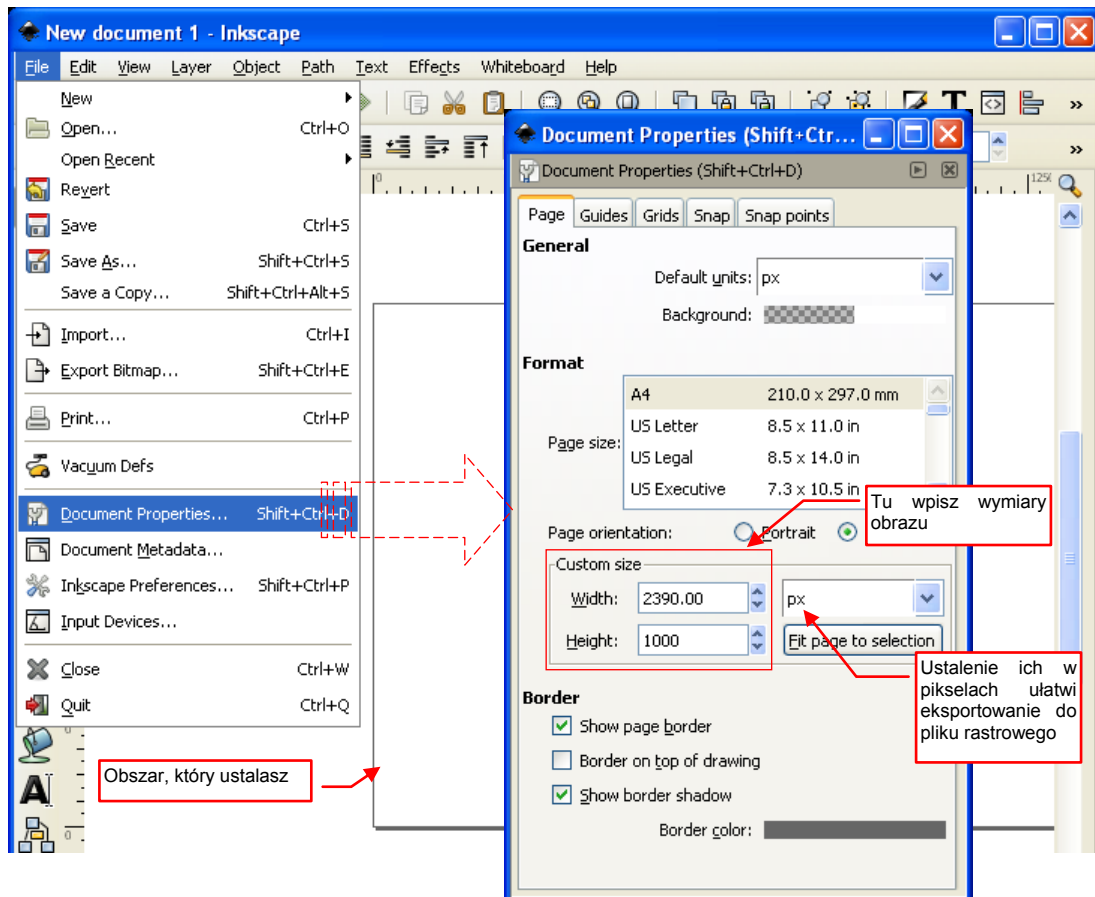 New document 1 - Inkscape
File Edit View Layer Object Path Text Effects Whiteboard Help
New
Open... Ctrl+O
Open Recent
Revert
Save Ctrl+S
Save As... Shift+Ctrl+S
Save a Copy... Shift+Ctrl+Alt+S
Import... Ctrl+I
Export Bitmap... Shift+Ctrl+E
Print... Ctrl+P
Vacuum Defs
Document Properties... Shift+Ctrl+D
Document Metadata...
Inkscape Preferences... Shift+Ctrl+P
Input Devices...
Close Ctrl+W
Quit Ctrl+Q
Obszar, który ustalasz
Document Properties (Shift+Ctr...
Document Properties (Shift+Ctrl+D)
Page Guides Grids Snap Snap points
General
Default units: px
Background:
Format
Page size:
A4 210.0 x 297.0 mm
US Letter 8.5 x 11.0 in
US Legal 8.5 x 14.0 in
US Executive 7.3 x 10.5 in
Tu wpisz wymiary
obrazu
Page orientation: Portrait
Custom size
Width: 2390.00 px
Height: 1000 Fit page to selection
Ustalenie ich w
pikselach ułatwi
eksportowanie do
pliku rastrowego
Border
Show page border
Border on top of drawing
Show border shadow
Border color:
0
0
0